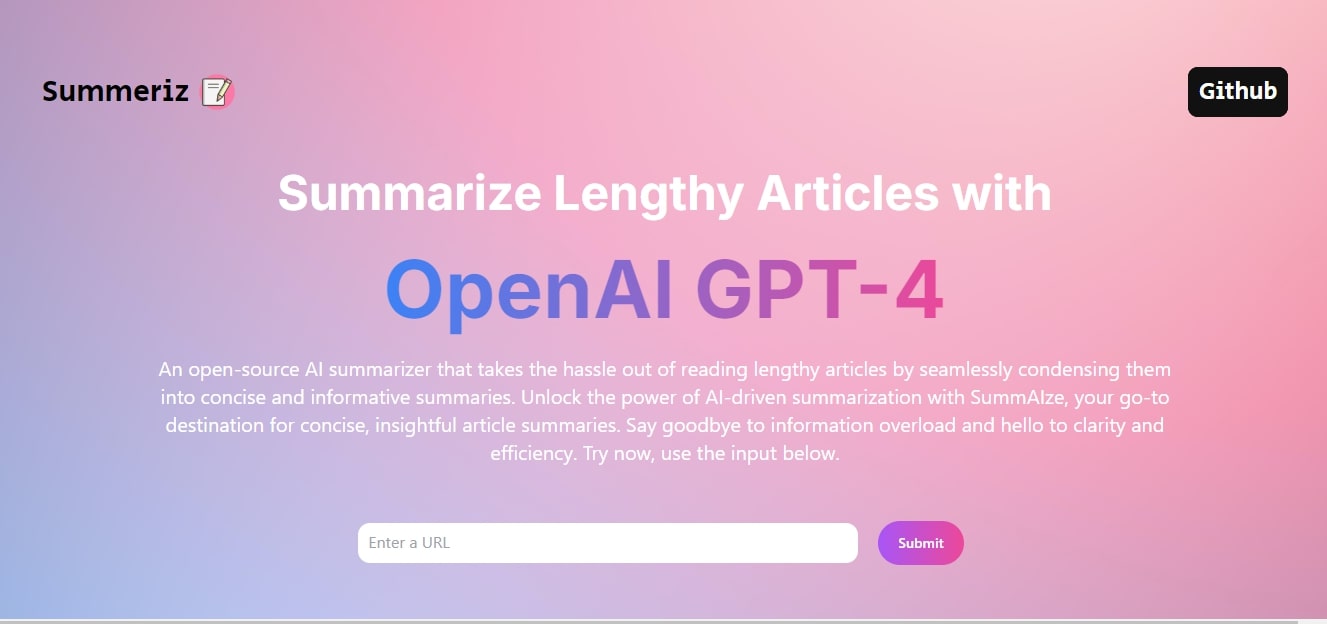 Summeriz
Github
Summarize Lengthy Articles with
OpenAI GPT-4
An open-source AI summarizer that takes the hassle out of reading lengthy articles by seamlessly condensing them
into concise and informative summaries. Unlock the power of AI-driven summarization with SummAIze, your go-to
destination for concise, insightful article summaries. Say goodbye to information overload and hello to clarity and
efficiency. Try now, use the input below.
Enter a URL
Submit